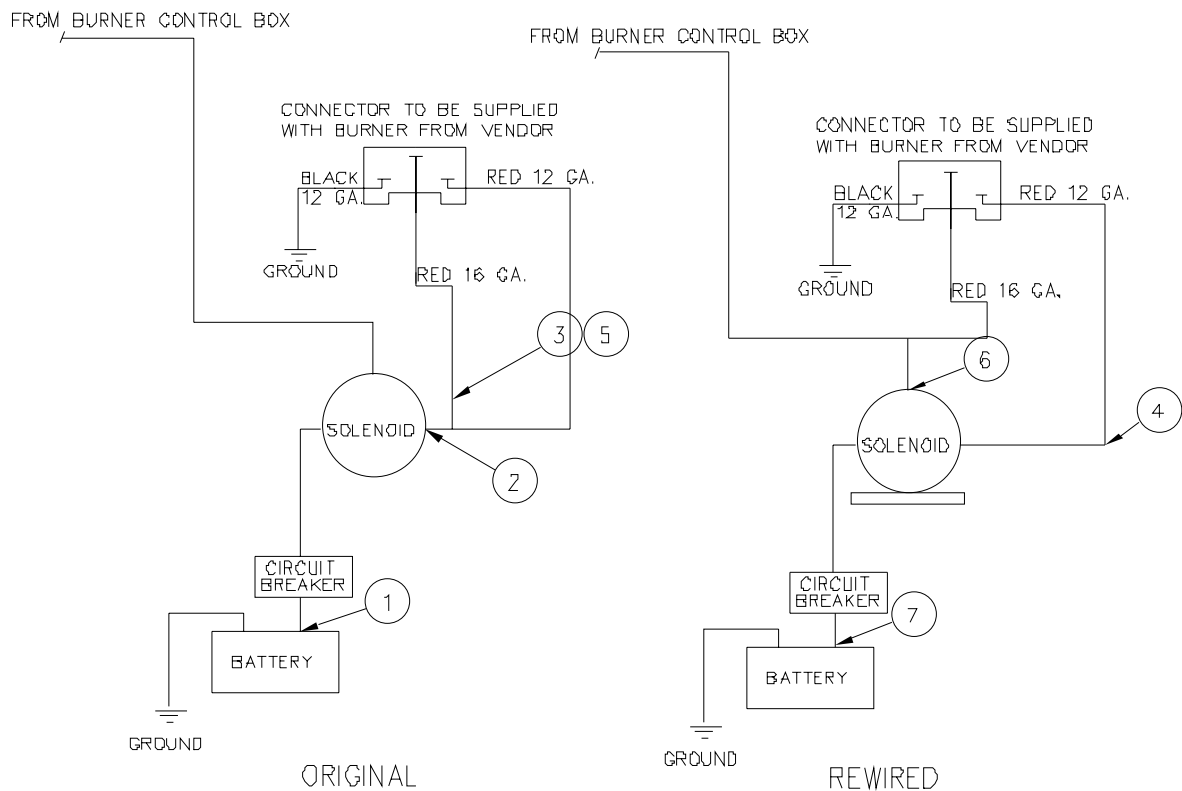 FROM BURNER CONTROL BOX
CONNECTOR TO BE SUPPLIED
WITH BURNER FROM VENDOR
BLACK
12 GA.
RED 12 GA.
GROUND
RED 16 GA.
3
5
SOLENOID
2
CIRCUIT
BREAKER
1
BATTERY
GROUND
ORIGINAL
FROM BURNER CONTROL BOX
CONNECTOR TO BE SUPPLIED
WITH BURNER FROM VENDOR
BLACK
12 GA.
RED 12 GA.
GROUND
RED 16 GA.
6
4
SOLENOID
CIRCUIT
BREAKER
7
BATTERY
GROUND
REWIRED